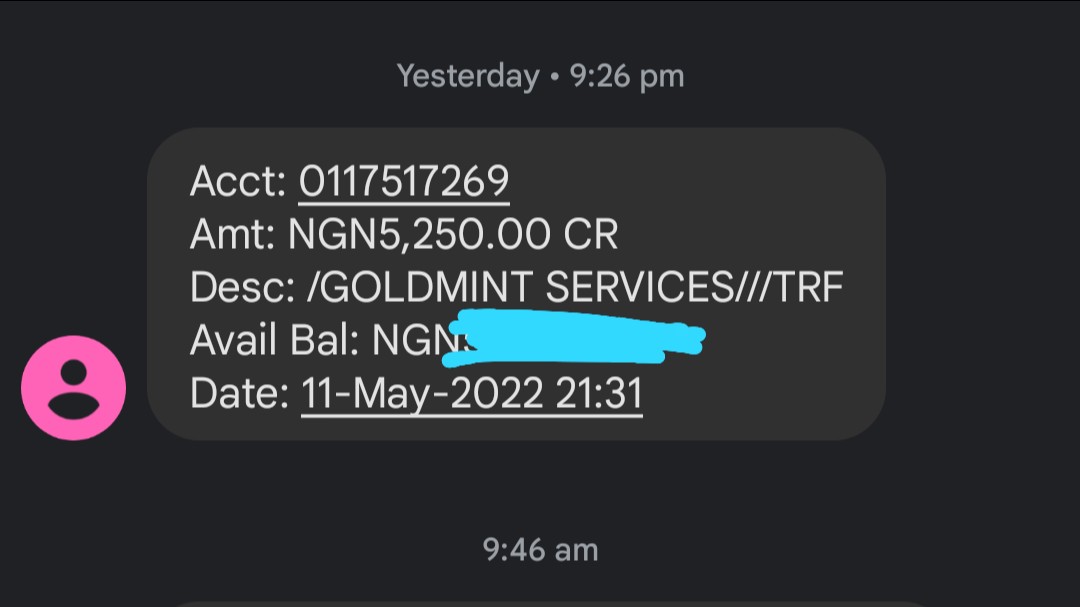 Yesterday • 9:26 pm
Acct: 0117517269
Amt: NGN5,250.00 CR
Desc: /GOLDMINT SERVICES///TRF
Avail Bal: NGN
Date: 11-May-2022 21:31
9:46 am